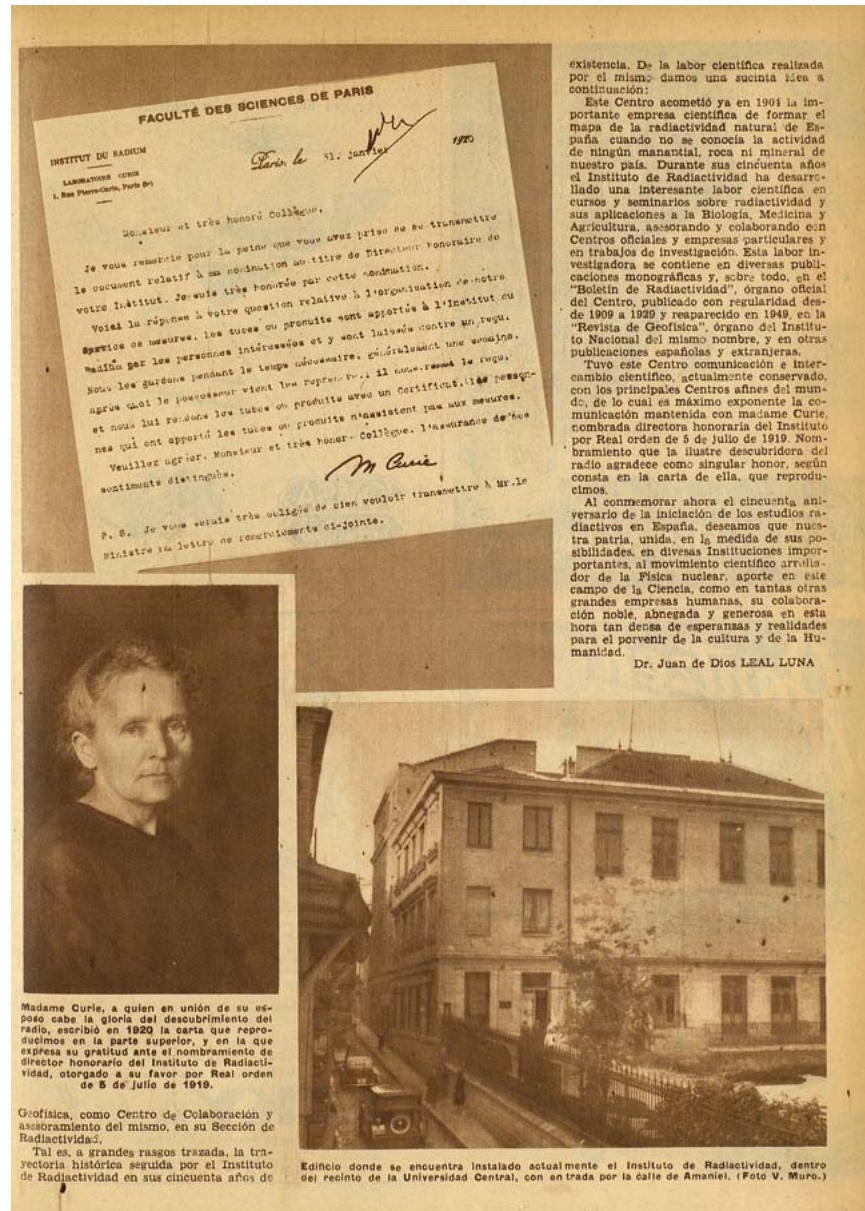 FACULTÉ DES SCIENCES DE PARIS
INSTITUT DU RADIUM
LABORATOIRE CURIE
1, Rue Pierre-Curie, Paris (5e)
Paris, le 31 janvier 1920
Monsieur et très honoré Collègue,
Je vous remercie pour la peine que vous avez prise de me transmettre
le document relatif à ma nomination au titre de Directeur honoraire de
votre Institut. Je suis très honorée par cette nomination.
Voici la réponse à votre question relative à l'organisation de notre
Service de mesures. Les tubes ou produits sont apportés à l'Institut du
Radium par les personnes intéressées et y sont laissés contre un reçu.
Nous les gardons pendant le temps nécessaire, généralement une semaine,
après quoi le possesseur vient les reprendre, il nous remet le reçu
et nous lui rendons les tubes ou produits avec un Certificat. Les person-
nes qui ont apporté les tubes ou produits n'assistent pas aux mesures.
Veuillez agréer, Monsieur et très honoré Collègue, l'assurance de mes
sentiments distingués.
M Curie
P. S. Je vous serais très obligée de bien vouloir transmettre à Mr. le
Ministre ma lettre de remerciements ci-jointe.
Madame Curie, a quien en unión de su es-
poso cabe la gloria del descubrimiento del
radio, escribió en 1920 la carta que repro-
ducimos en la parte superior, y en la que
expresa su gratitud ante el nombramiento de
director honorario del Instituto de Radiacti-
vidad, otorgado a su favor por Real orden
de 5 de julio de 1919.
Geofísica, como Centro de Colaboración y
asesoramiento del mismo, en su Sección de
Radiactividad.
Tal es, a grandes rasgos trazada, la tra-
yectoria histórica seguida por el Instituto
de Radiactividad en sus cincuenta años de
existencia. De la labor científica realizada
por el mismo damos una sucinta idea a
continuación:
Este Centro acometió ya en 1904 la im-
portante empresa científica de formar el
mapa de la radiactividad natural de Es-
paña cuando no se conocía la actividad
de ningún manantial, roca ni mineral de
nuestro país. Durante sus cincuenta años
el Instituto de Radiactividad ha desarro-
llado una interesante labor científica en
cursos y seminarios sobre radiactividad y
sus aplicaciones a la Biología, Medicina y
Agricultura, asesorando y colaborando con
Centros oficiales y empresas particulares y
en trabajos de investigación. Esta labor in-
vestigadora se contiene en diversas publi-
caciones monográficas y, sobre todo, en el
"Boletín de Radiactividad", órgano oficial
del Centro, publicado con regularidad des-
de 1909 a 1929 y reaparecido en 1949, en la
"Revista de Geofísica", órgano del Institu-
to Nacional del mismo nombre, y en otras
publicaciones españolas y extranjeras.
Tuvo este Centro comunicación e inter-
cambio científico, actualmente conservado,
con los principales Centros afines del mun-
do, de lo cual es máximo exponente la co-
municación mantenida con madame Curie,
nombrada directora honoraria del Instituto
por Real orden de 5 de julio de 1919. Nom-
bramiento que la ilustre descubridora del
radio agradece como singular honor, según
consta en la carta de ella, que reprodu-
cimos.
Al conmemorar ahora el cincuenta ani-
versario de la iniciación de los estudios ra-
diactivos en España, deseamos que nues-
tra patria, unida, en la medida de sus po-
sibilidades, en divesas Instituciones impor-
portantes, al movimiento científico arrolla-
dor de la Física nuclear, aporte en este
campo de la Ciencia, como en tantas otras
grandes empresas humanas, su colabora-
ción noble, abnegada y generosa en esta
hora tan densa de esperanzas y realidades
para el porvenir de la cultura y de la Hu-
manidad.
Dr. Juan de Dios LEAL LUNA
Edificio donde se encuentra instalado actualmente el Instituto de Radiactividad, dentro
del recinto de la Universidad Central, con entrada por la calle de Amaniel. (Foto V. Muro.)